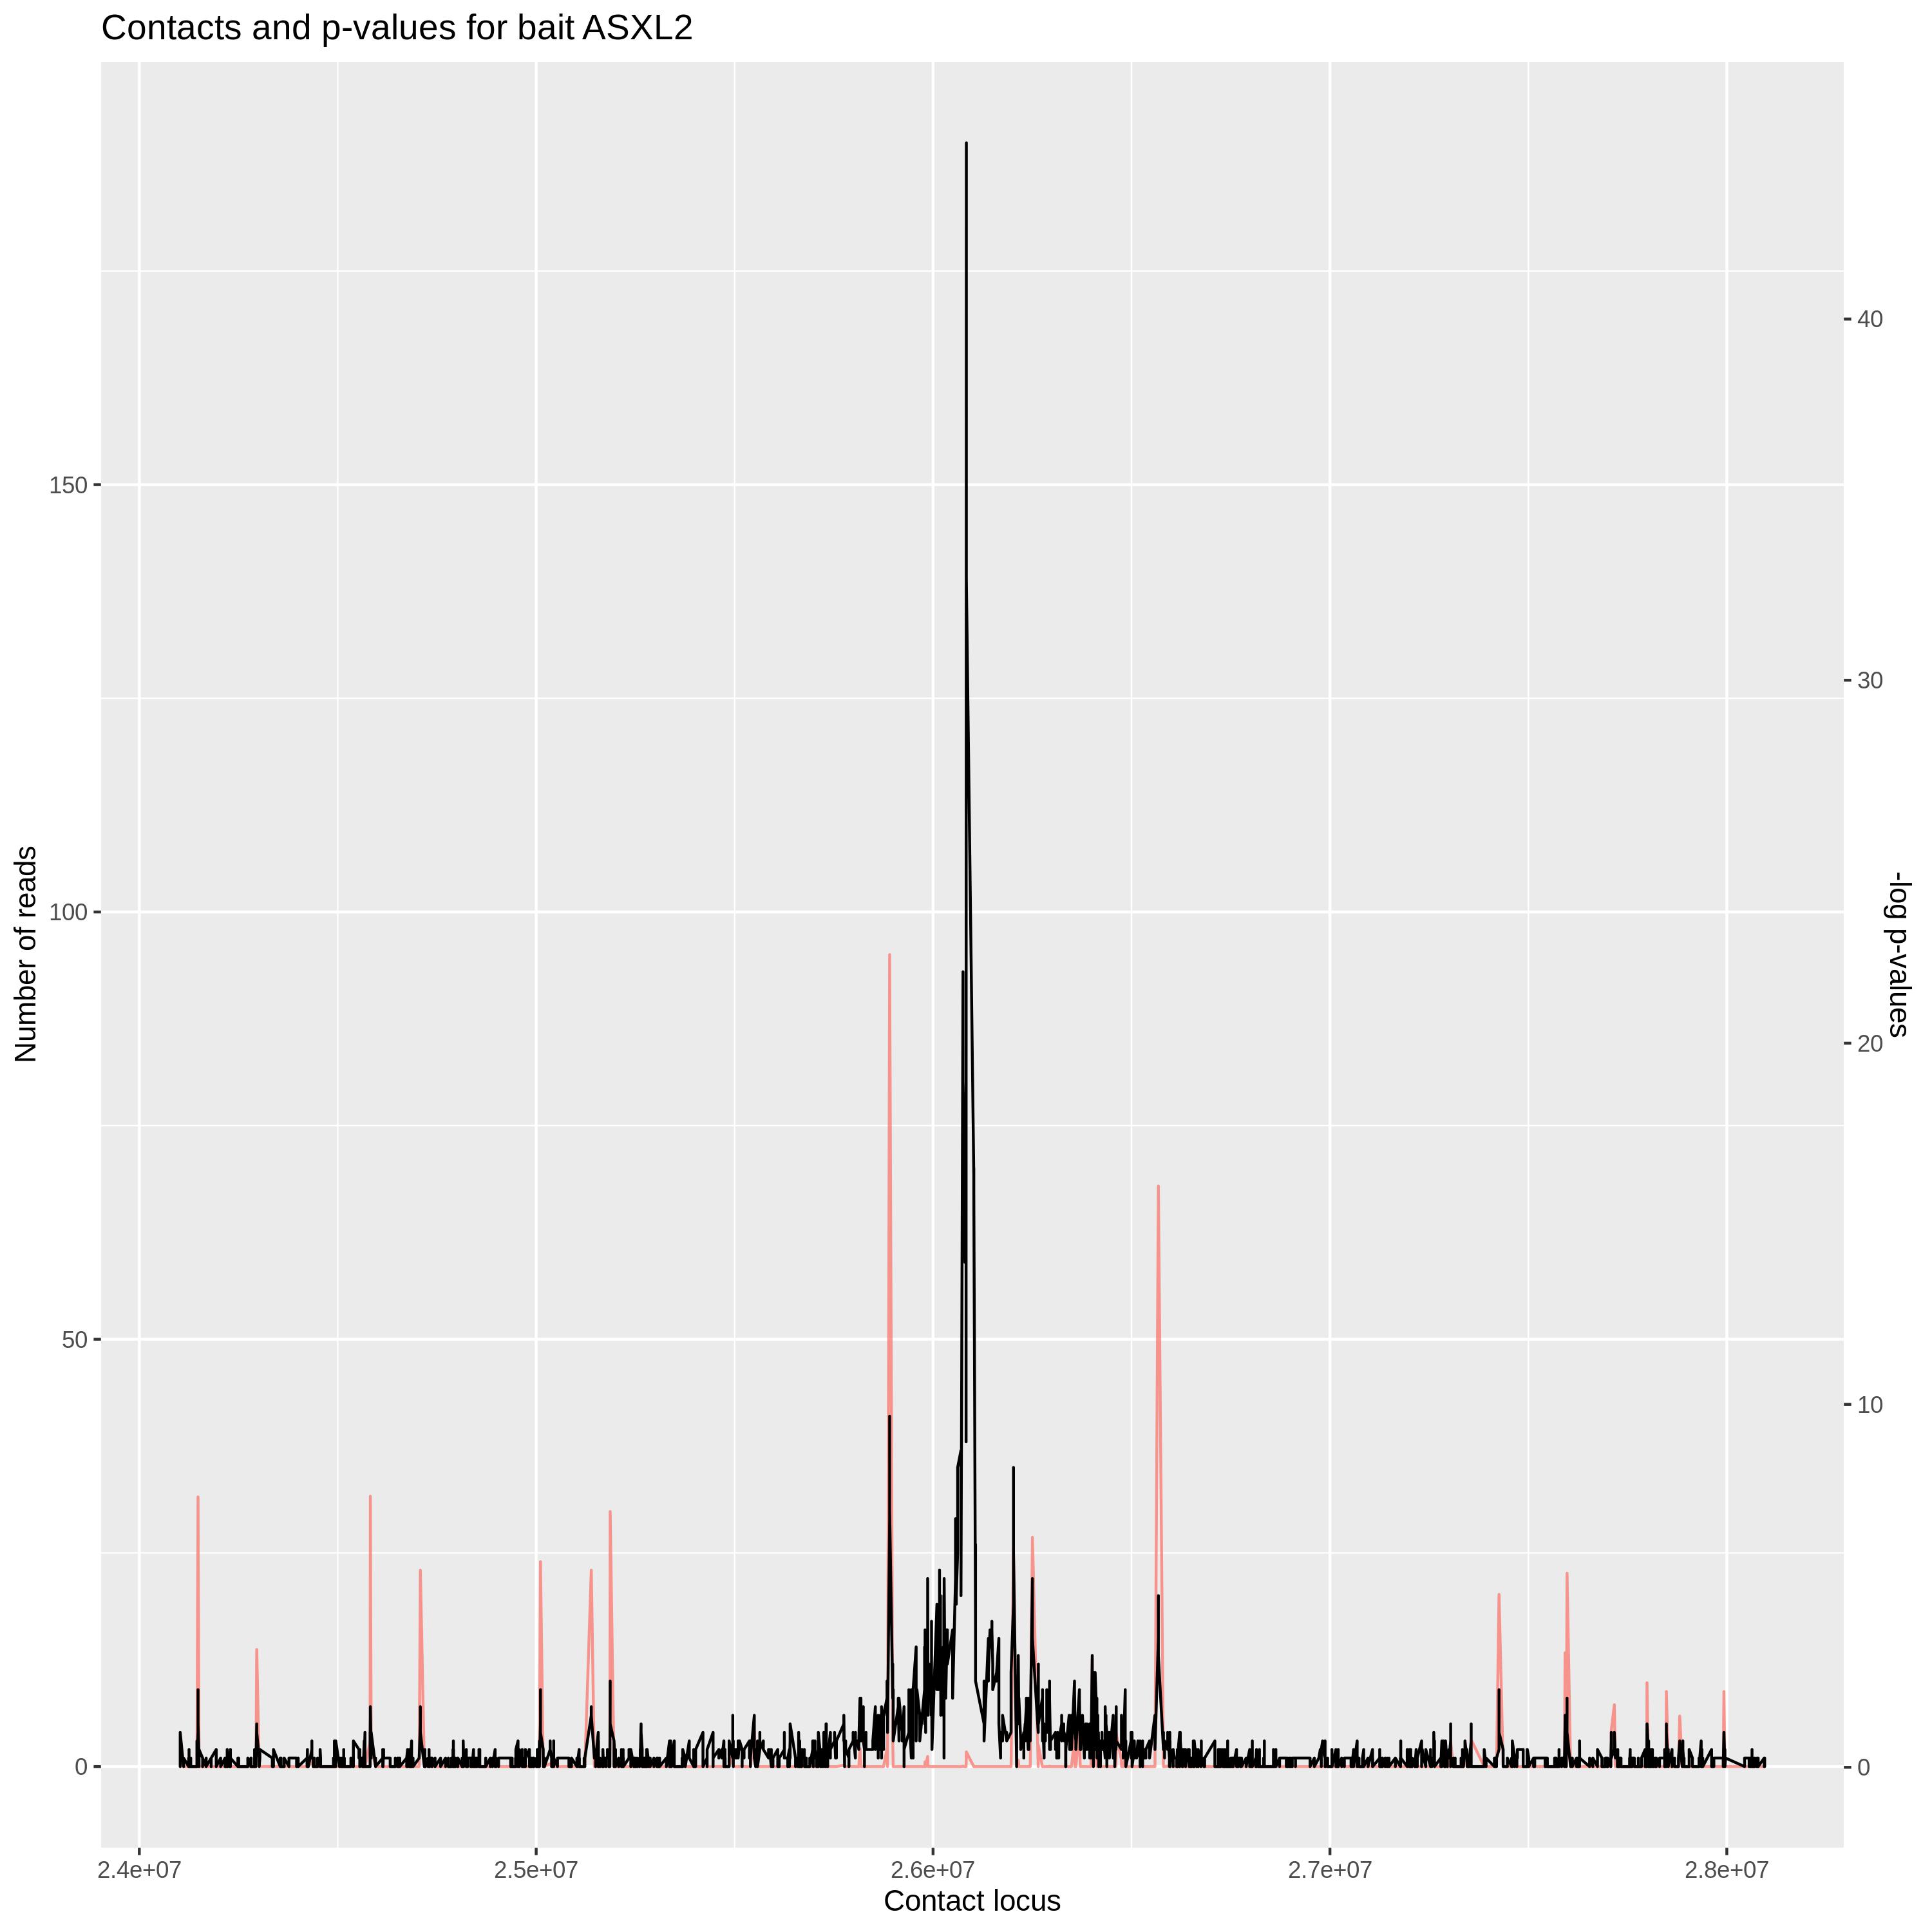 Contacts and p-values for bait ASXL2
Number of reads
150
100
50
0
40
30
20
10
0
-log p-values
2.4e+07
2.5e+07
2.6e+07
2.7e+07
2.8e+07
Contact locus